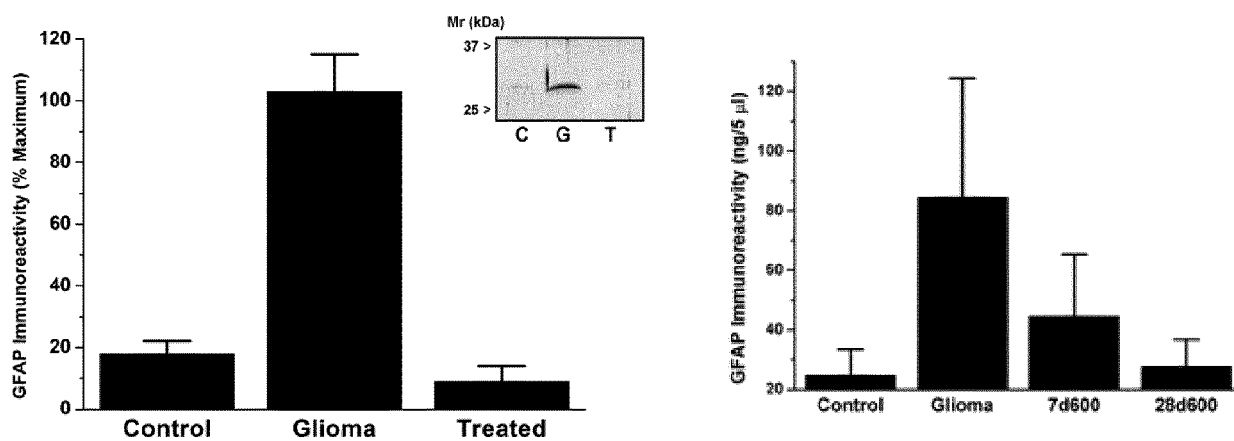 GFAP Immunoreactivity (% Maximum)
120
100
80
60
40
20
0
Control Glioma Treated
Mr (kDa)
37 >
25 >
C G T
GFAP Immunoreactivity (ng/5 µl)
120
100
80
60
40
20
Control Glioma 7d600 28d600